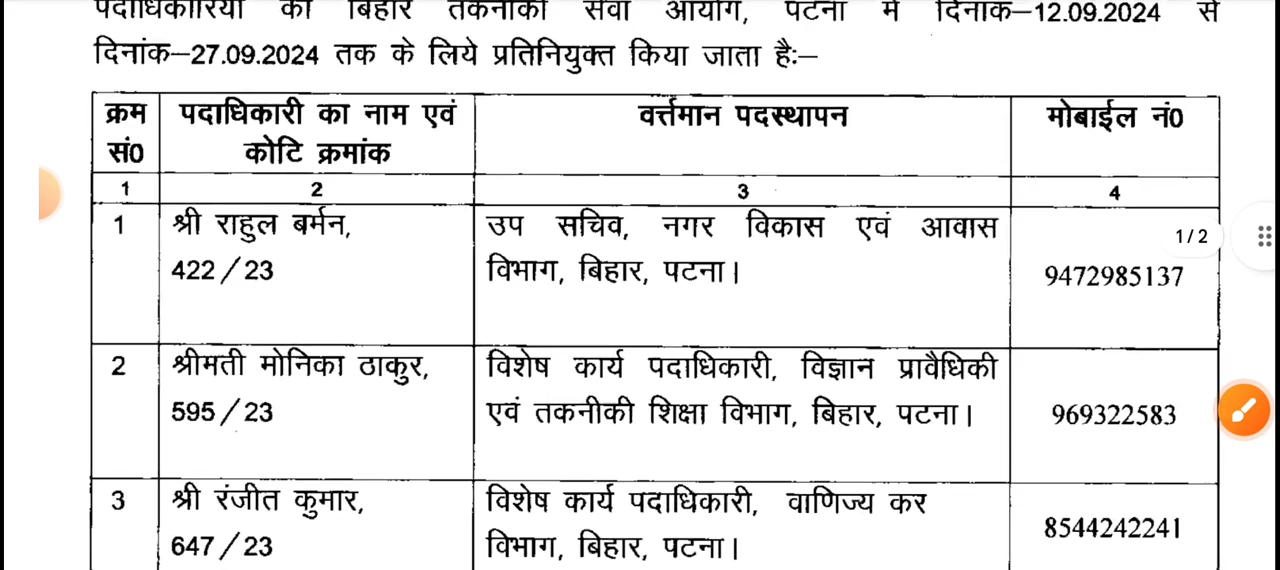 पदाधिकारियों को बिहार तकनीकी सेवा आयोग, पटना में दिनांक–12.09.2024 से
दिनांक–27.09.2024 तक के लिये प्रतिनियुक्त किया जाता हैः–
क्रम सं0 पदाधिकारी का नाम एवं कोटि क्रमांक वर्त्तमान पदस्थापन मोबाईल नं0
1 2 3 4
1 श्री राहुल बर्मन, उप सचिव, नगर विकास एवं आवास
422/23 विभाग, बिहार, पटना। 9472985137
1/2
2 श्रीमती मोनिका ठाकुर, विशेष कार्य पदाधिकारी, विज्ञान प्रावैधिकी
595/23 एवं तकनीकी शिक्षा विभाग, बिहार, पटना। 969322583
3 श्री रंजीत कुमार, विशेष कार्य पदाधिकारी, वाणिज्य कर
647/23 विभाग, बिहार, पटना। 8544242241